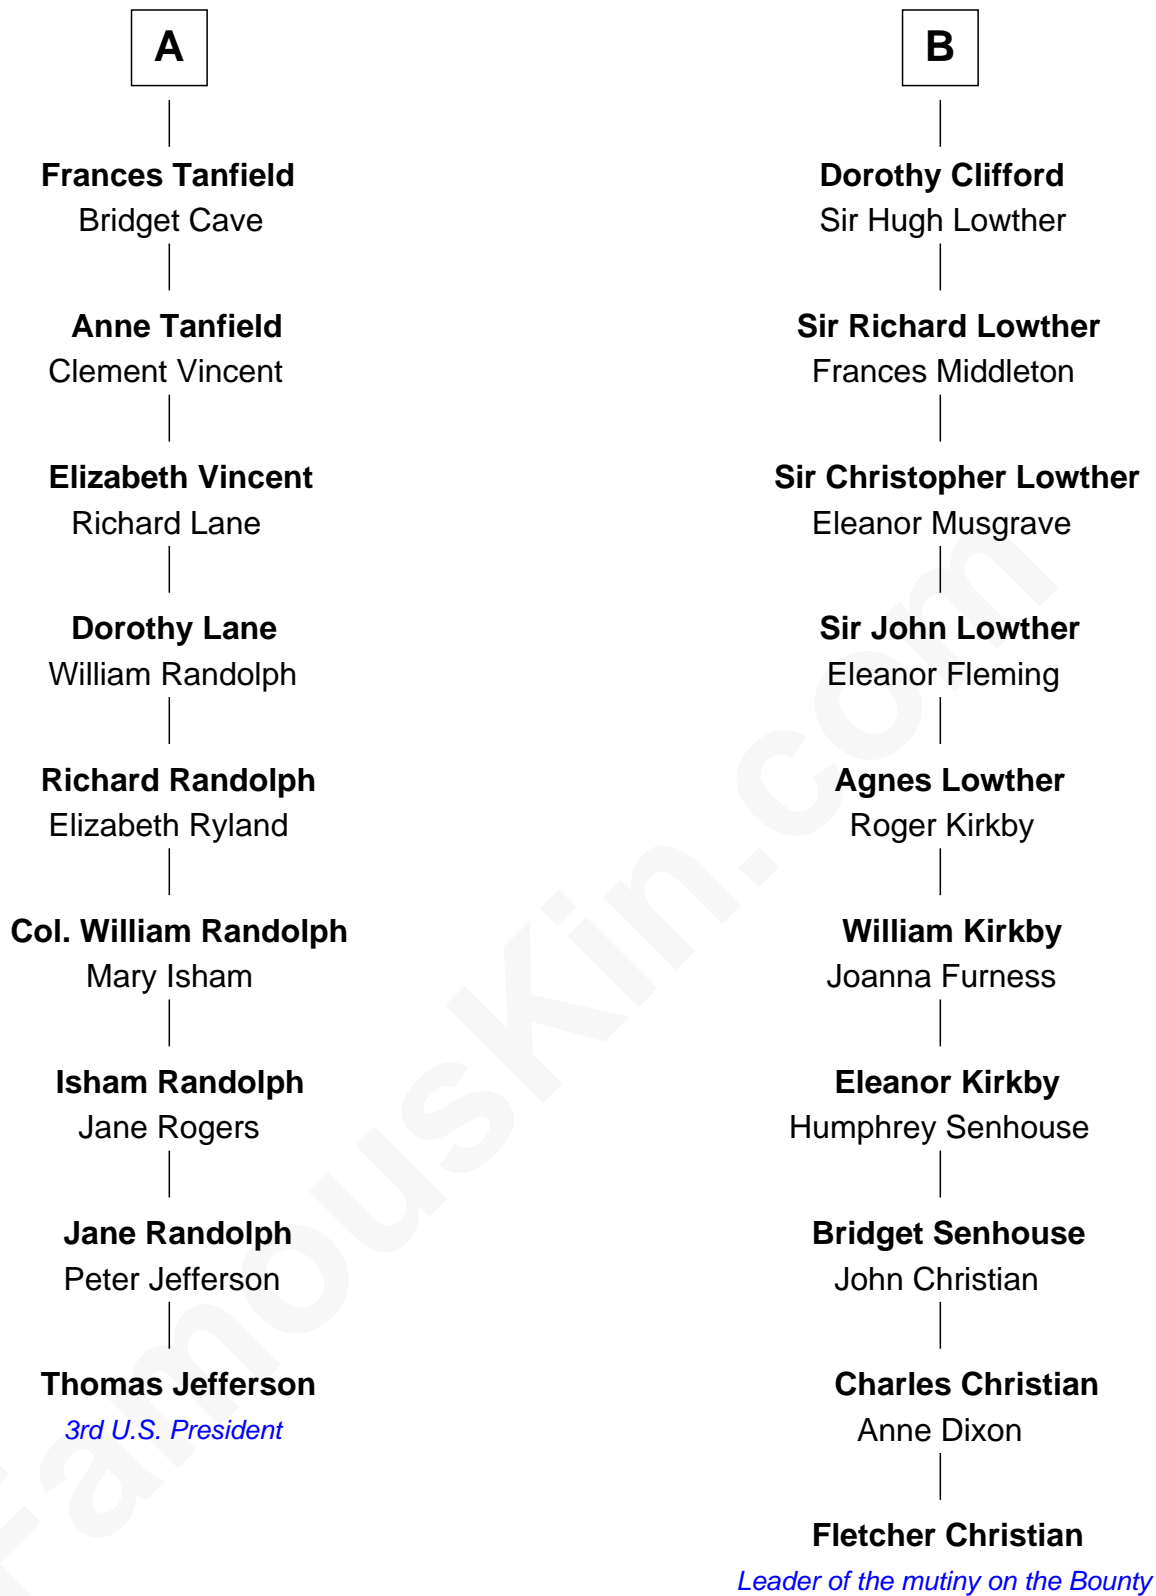 A
Frances Tanfield
Bridget Cave
Anne Tanfield
Clement Vincent
Elizabeth Vincent
Richard Lane
Dorothy Lane
William Randolph
Richard Randolph
Elizabeth Ryland
Col. William Randolph
Mary Isham
Isham Randolph
Jane Rogers
Jane Randolph
Peter Jefferson
Thomas Jefferson
3rd U.S. President
B
Dorothy Clifford
Sir Hugh Lowther
Sir Richard Lowther
Frances Middleton
Sir Christopher Lowther
Eleanor Musgrave
Sir John Lowther
Eleanor Fleming
Agnes Lowther
Roger Kirkby
William Kirkby
Joanna Furness
Eleanor Kirkby
Humphrey Senhouse
Bridget Senhouse
John Christian
Charles Christian
Anne Dixon
Fletcher Christian
Leader of the mutiny on the Bounty
FamousKin.com